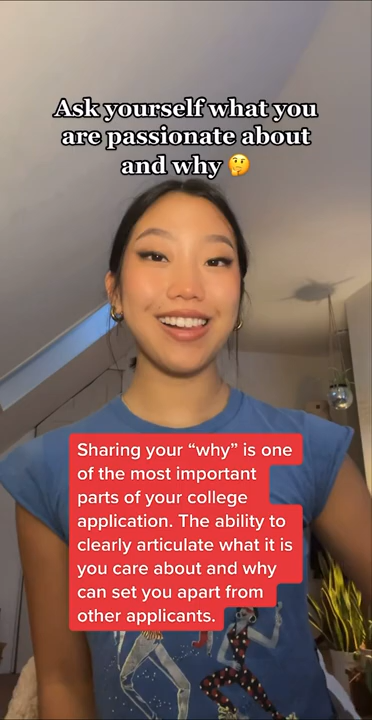 Ask yourself what you
are passionate about
and why 🤔
Sharing your “why” is one
of the most important
parts of your college
application. The ability to
clearly articulate what it is
you care about and why
can set you apart from
other applicants.